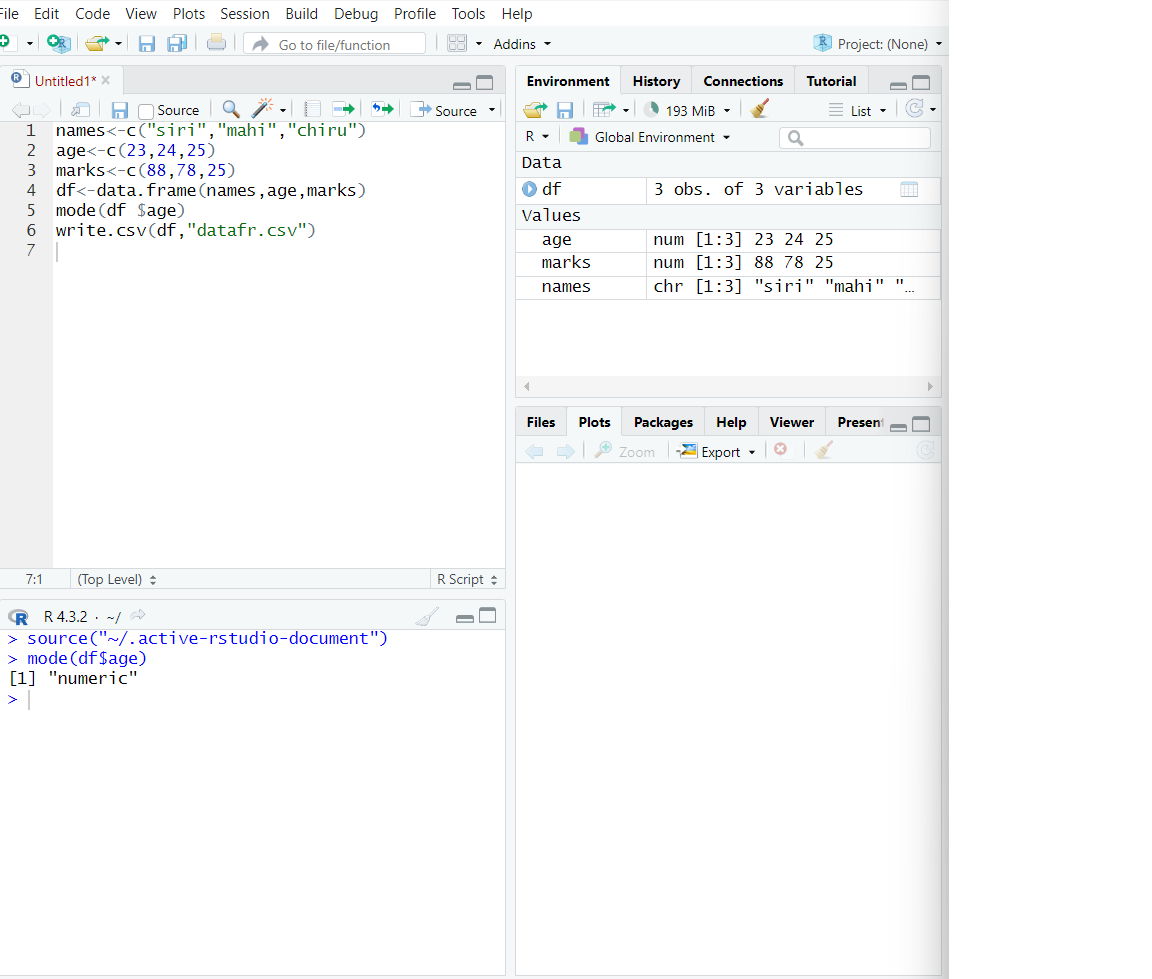 File Edit Code View Plots Session Build Debug Profile Tools Help
Go to file/function Addins Project: (None)
Untitled1*
Source Source
1 names<-c("siri","mahi","chiru")
2 age<-c(23,24,25)
3 marks<-c(88,78,25)
4 df<-data.frame(names,age,marks)
5 mode(df $age)
6 write.csv(df,"datafr.csv")
7
7:1 (Top Level) R Script
R 4.3.2 · ~/
> source("~/.active-rstudio-document")
> mode(df$age)
[1] "numeric"
>
Environment History Connections Tutorial
193 MiB List
R Global Environment
Data
df 3 obs. of 3 variables
Values
age num [1:3] 23 24 25
marks num [1:3] 88 78 25
names chr [1:3] "siri" "mahi" "…
Files Plots Packages Help Viewer Present
Zoom Export